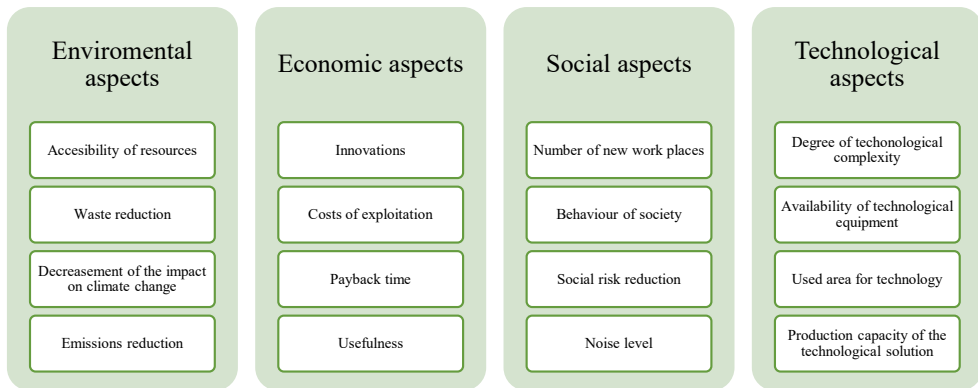 Enviromental
aspects
Accesibility of resources
Waste reduction
Decreasement of the impact
on climate change
Emissions reduction
Economic aspects
Innovations
Costs of exploitation
Payback time
Usefulness
Social aspects
Number of new work places
Behaviour of society
Social risk reduction
Noise level
Technological
aspects
Degree of techonological
complexity
Availability of technological
equipment
Used area for technology
Production capacity of the
technological solution